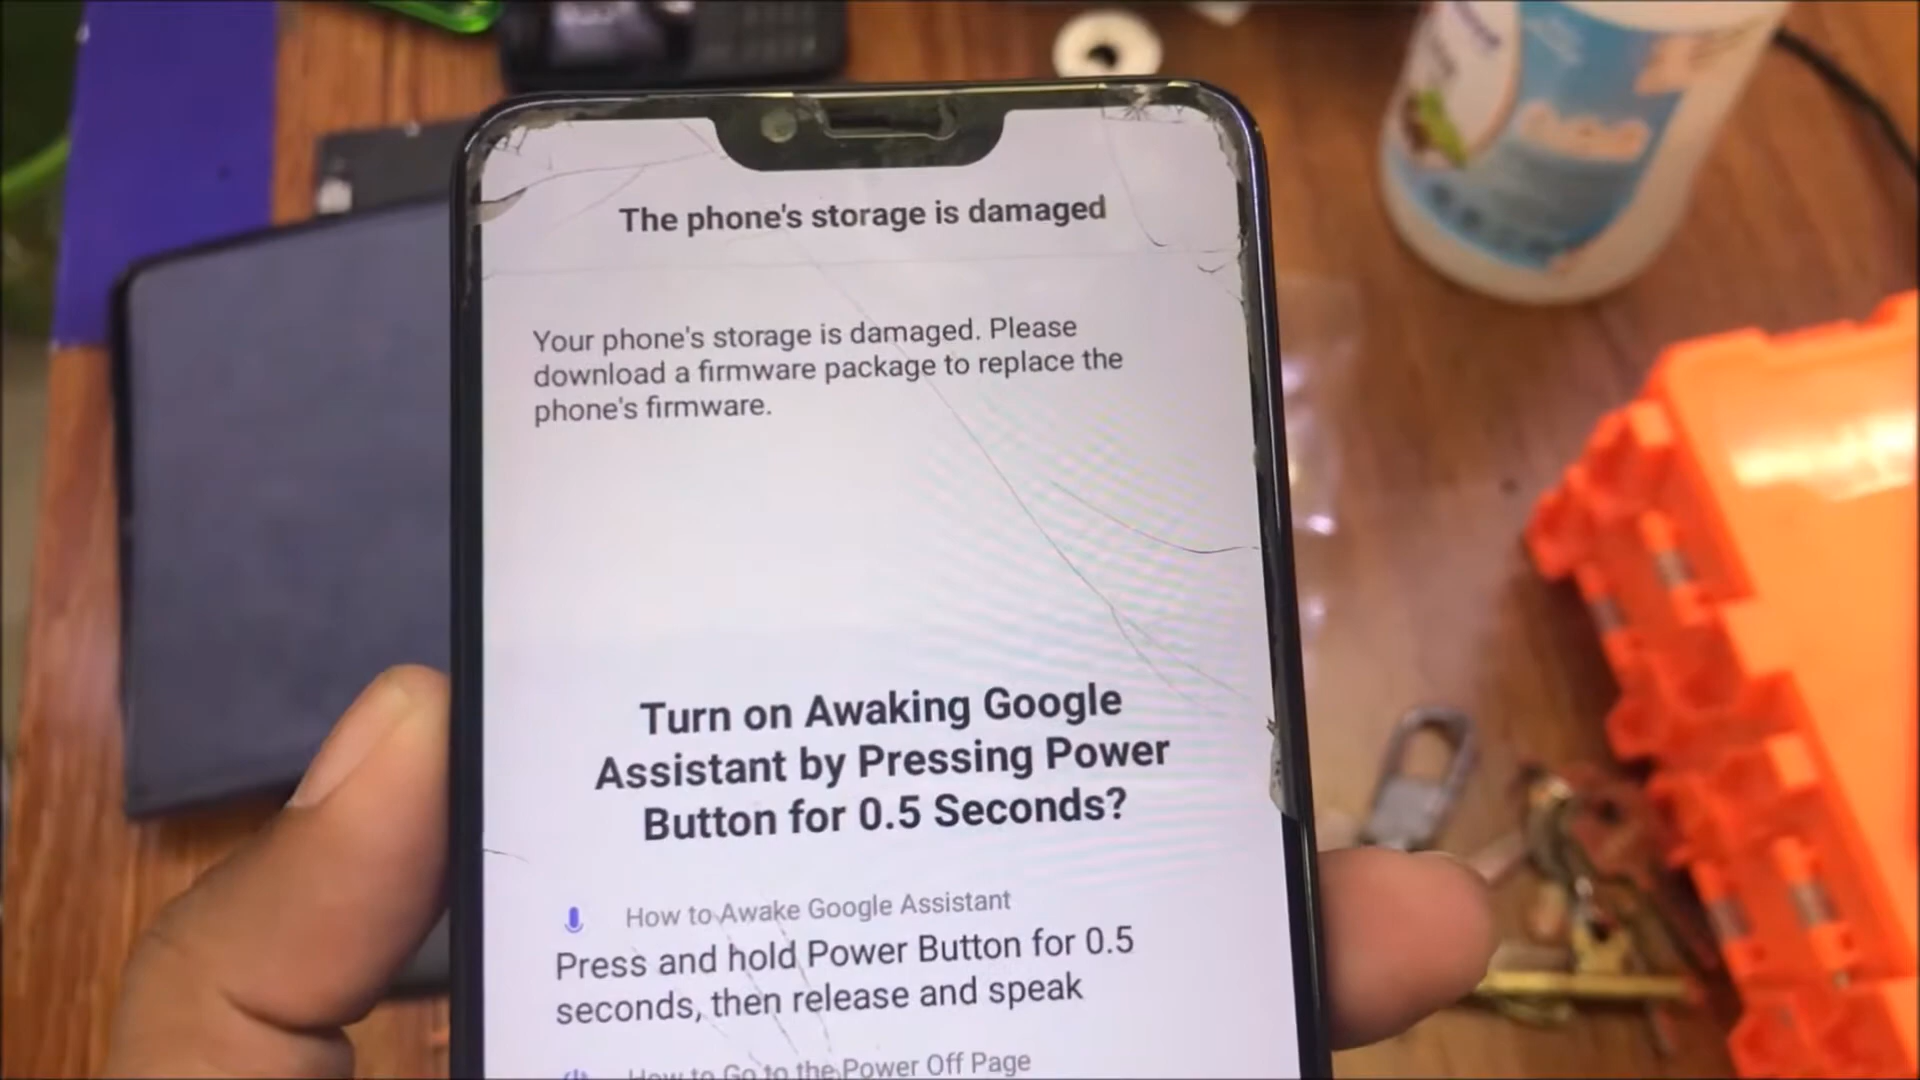 The phone's storage is damaged
Your phone's storage is damaged. Please
download a firmware package to replace the
phone's firmware.
Turn on Awaking Google
Assistant by Pressing Power
Button for 0.5 Seconds?
How to Awake Google Assistant
Press and hold Power Button for 0.5
seconds, then release and speak
How to Go to the Power Off Page